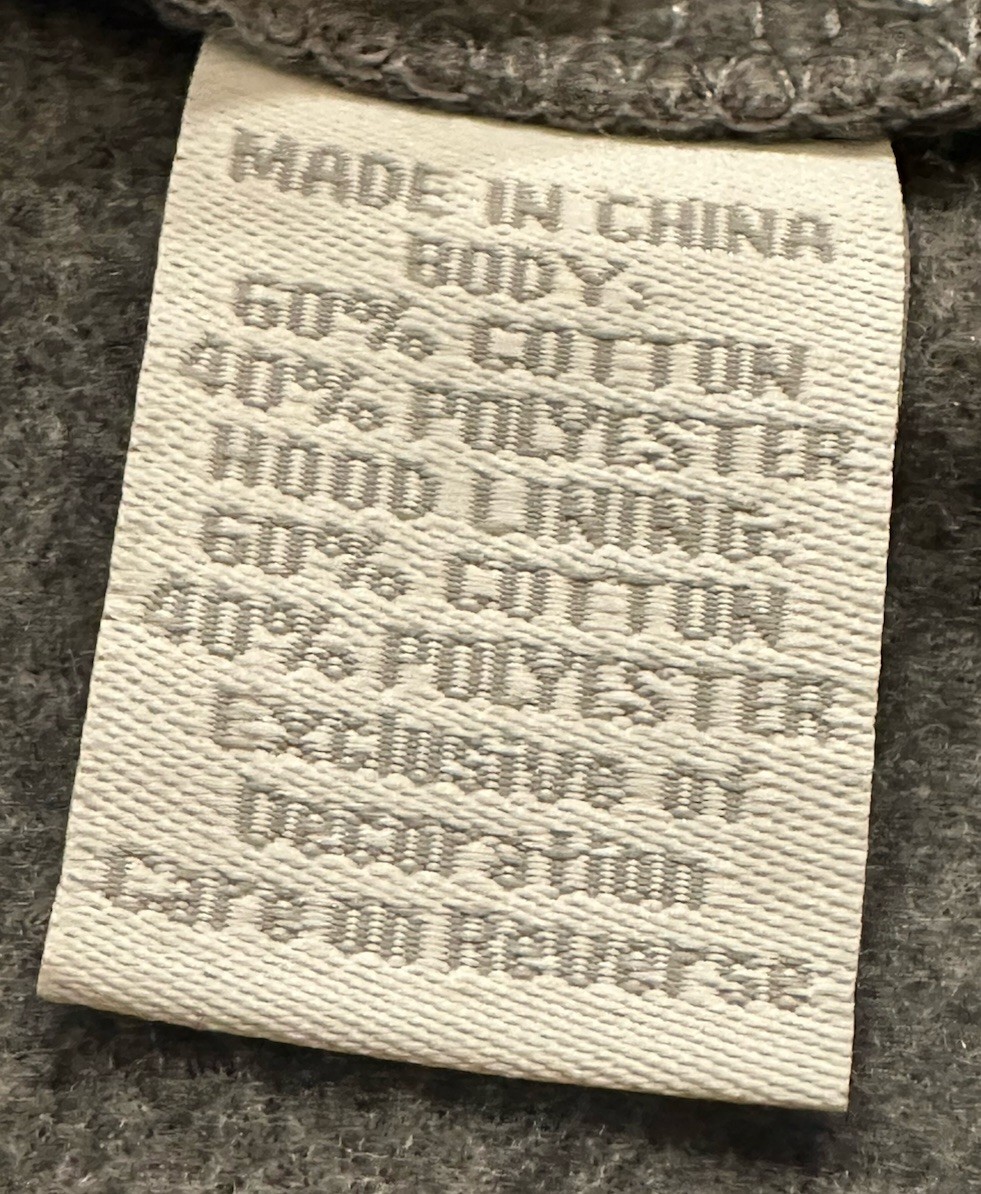 MADE IN CHINA
BODY:
60% COTTON
40% POLYESTER
HOOD LINING:
60% COTTON
40% POLYESTER
Exclusive of
Decoration
Care on Reverse